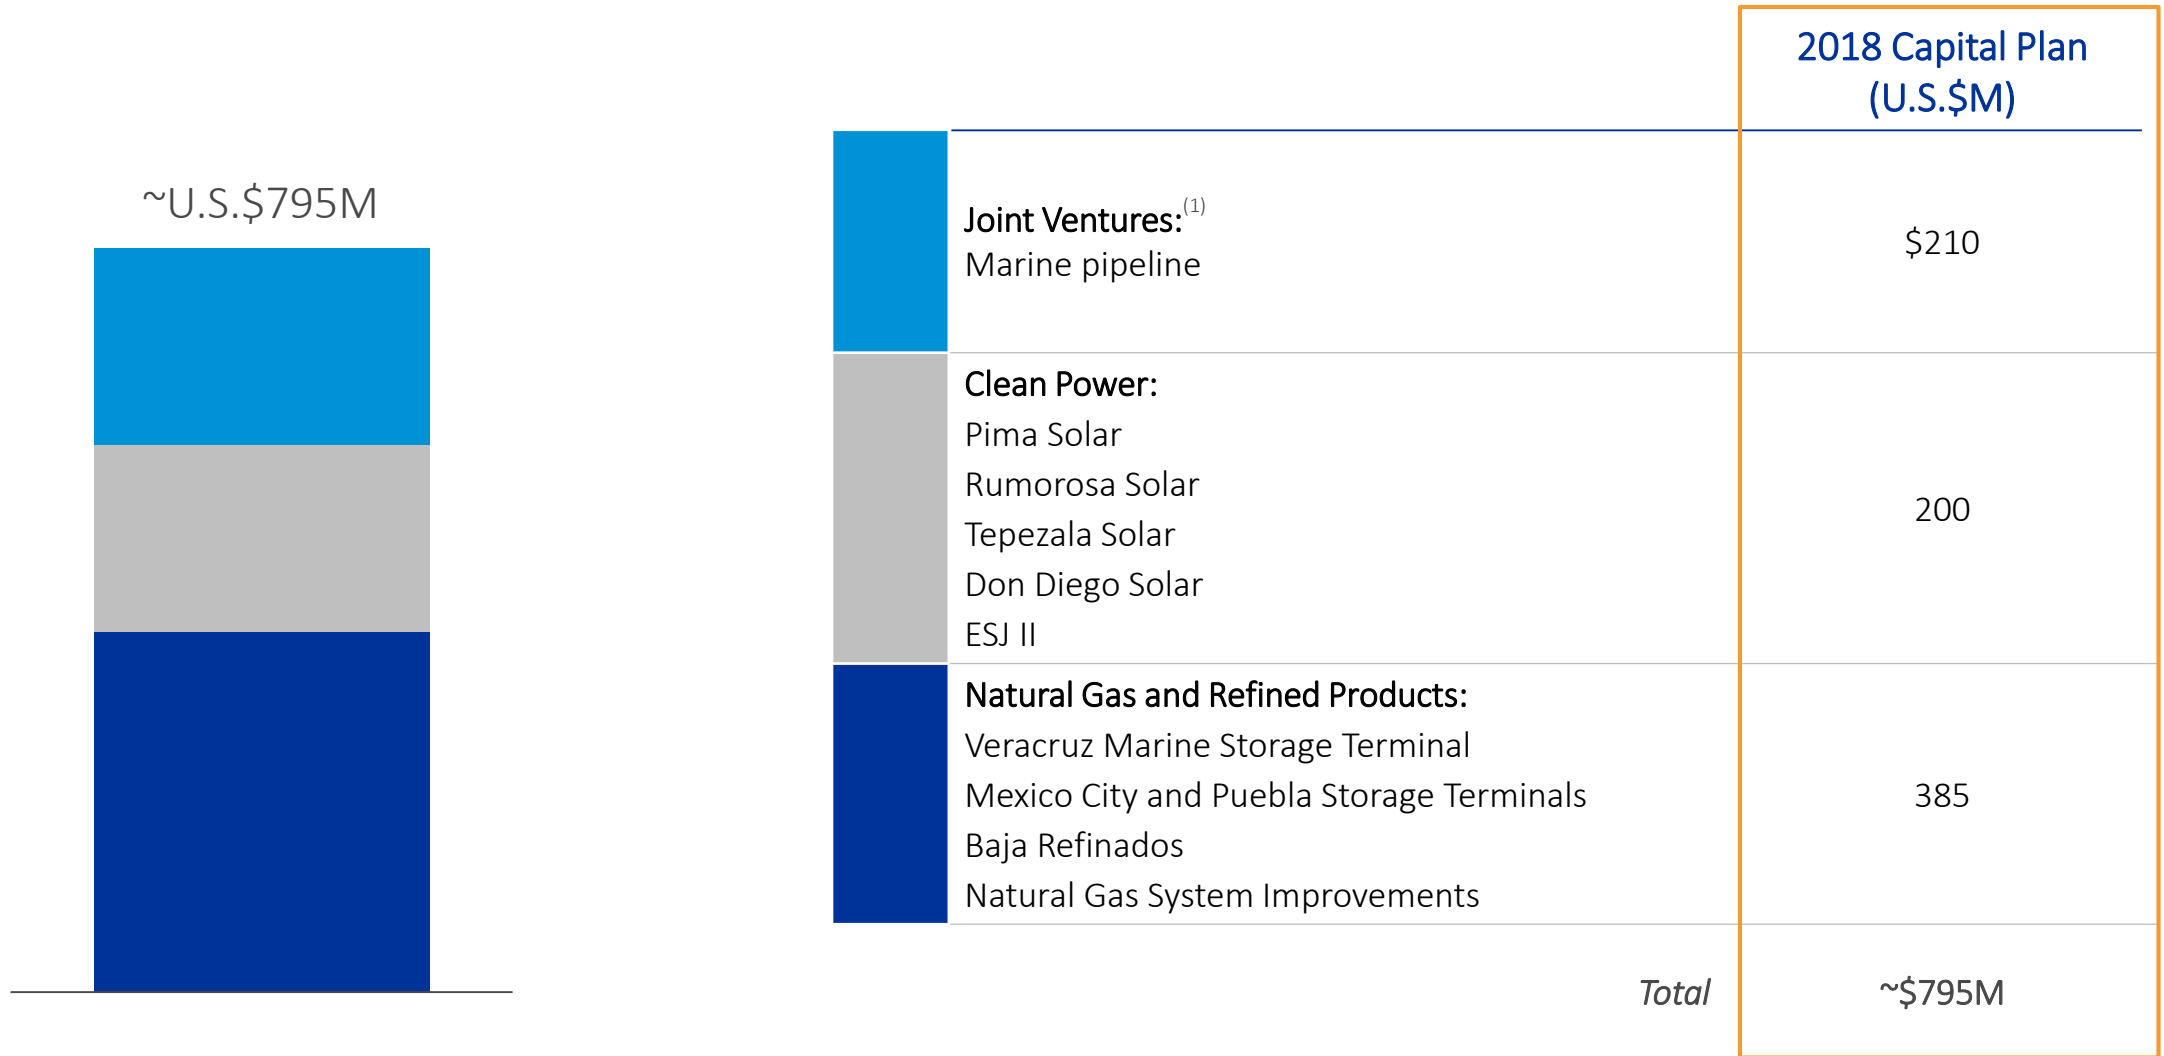 ~U.S.$795M
2018 Capital Plan
(U.S.$M)
Joint Ventures:(1)
Marine pipeline
$210
Clean Power:
Pima Solar
Rumorosa Solar
Tepezala Solar
Don Diego Solar
ESJ II
200
Natural Gas and Refined Products:
Veracruz Marine Storage Terminal
Mexico City and Puebla Storage Terminals
Baja Refinados
Natural Gas System Improvements
385
Total
~$795M